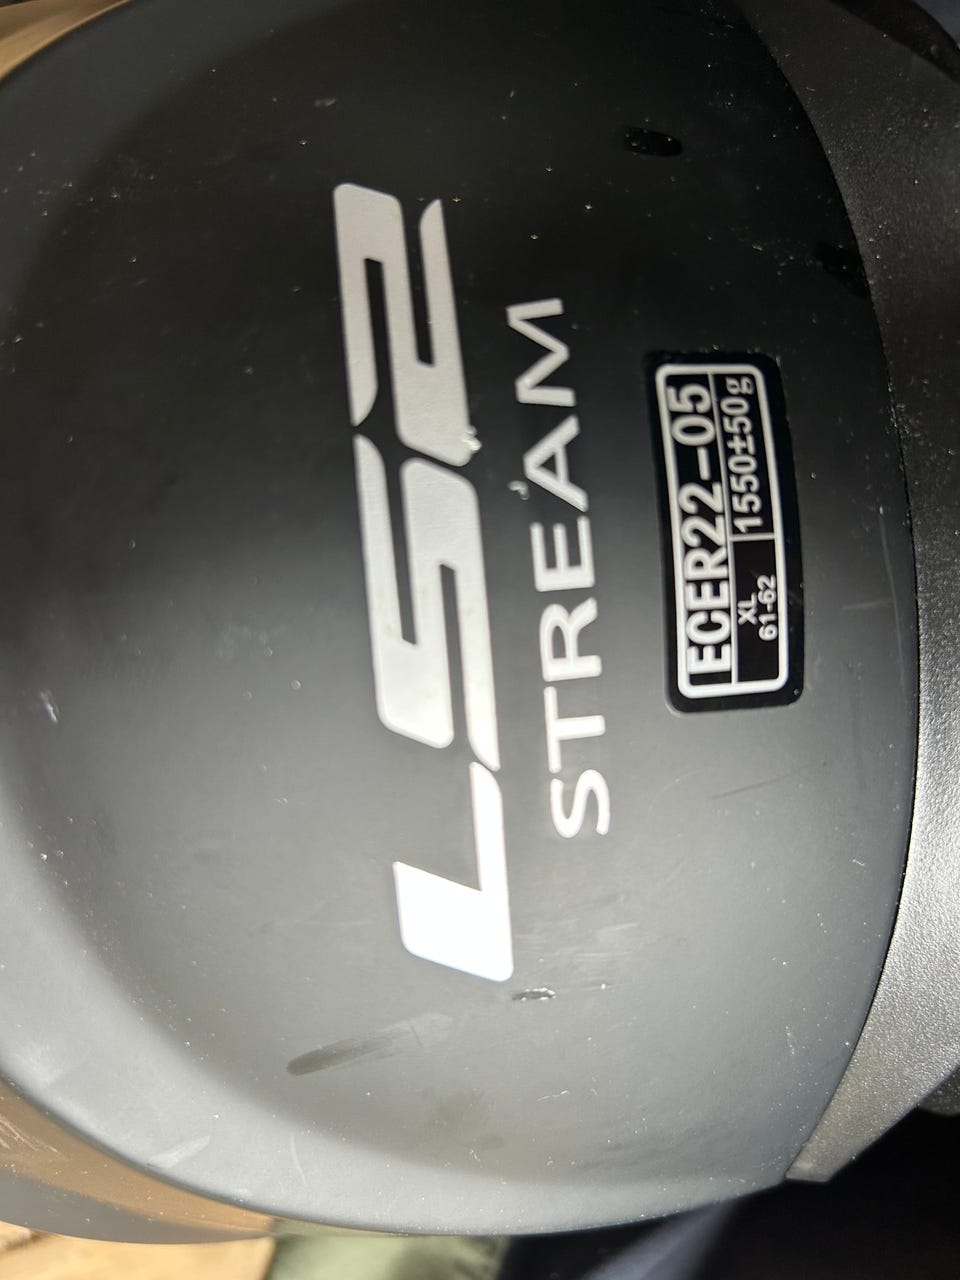 LS2
STREAM
ECER22-05
XL
61-62
1550±50g